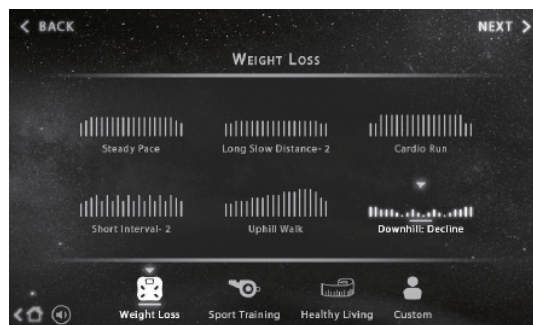 BACK
NEXT
WEIGHT LOSS
Steady Pace
Long Slow Distance- 2
Cardio Run
Short Interval- 2
Uphill Walk
Downhill: Decline
Weight Loss
Sport Training
Healthy Living
Custom